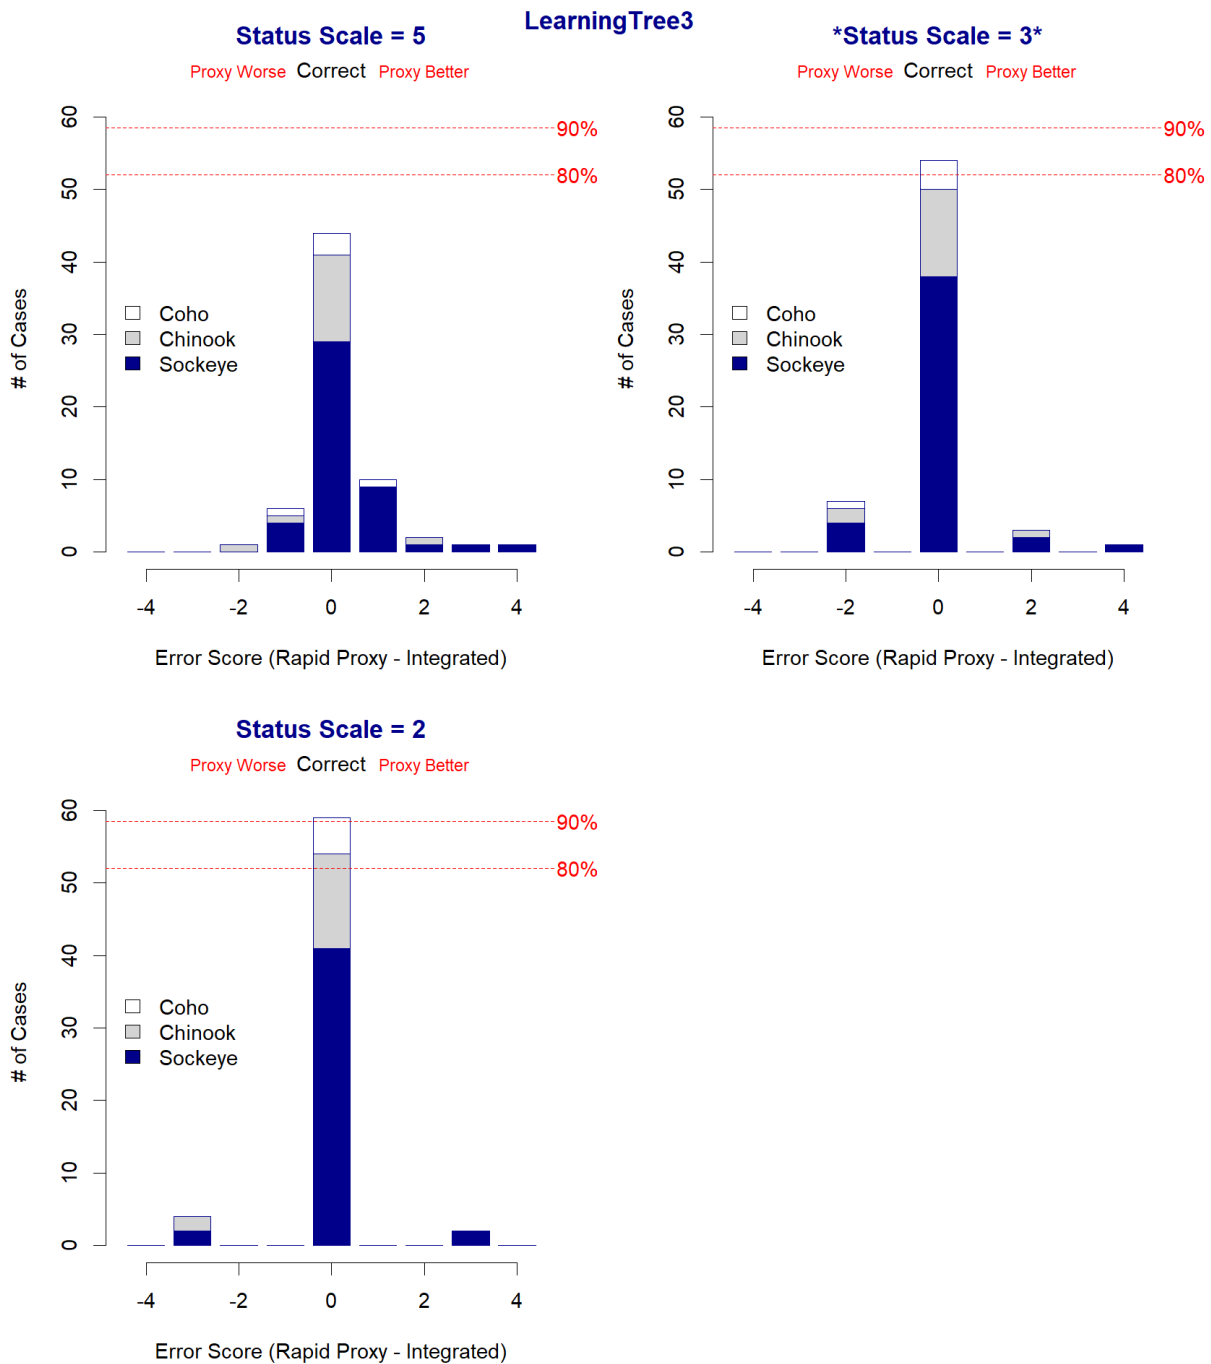 LearningTree3
Status Scale = 5
Proxy Worse Correct Proxy Better
60
50
40
30
20
10
0
90%
80%
# of Cases
Coho
Chinook
Sockeye
-4 -2 0 2 4
Error Score (Rapid Proxy - Integrated)
*Status Scale = 3*
Proxy Worse Correct Proxy Better
60
50
40
30
20
10
0
90%
80%
# of Cases
Coho
Chinook
Sockeye
-4 -2 0 2 4
Error Score (Rapid Proxy - Integrated)
Status Scale = 2
Proxy Worse Correct Proxy Better
60
50
40
30
20
10
0
90%
80%
# of Cases
Coho
Chinook
Sockeye
-4 -2 0 2 4
Error Score (Rapid Proxy - Integrated)